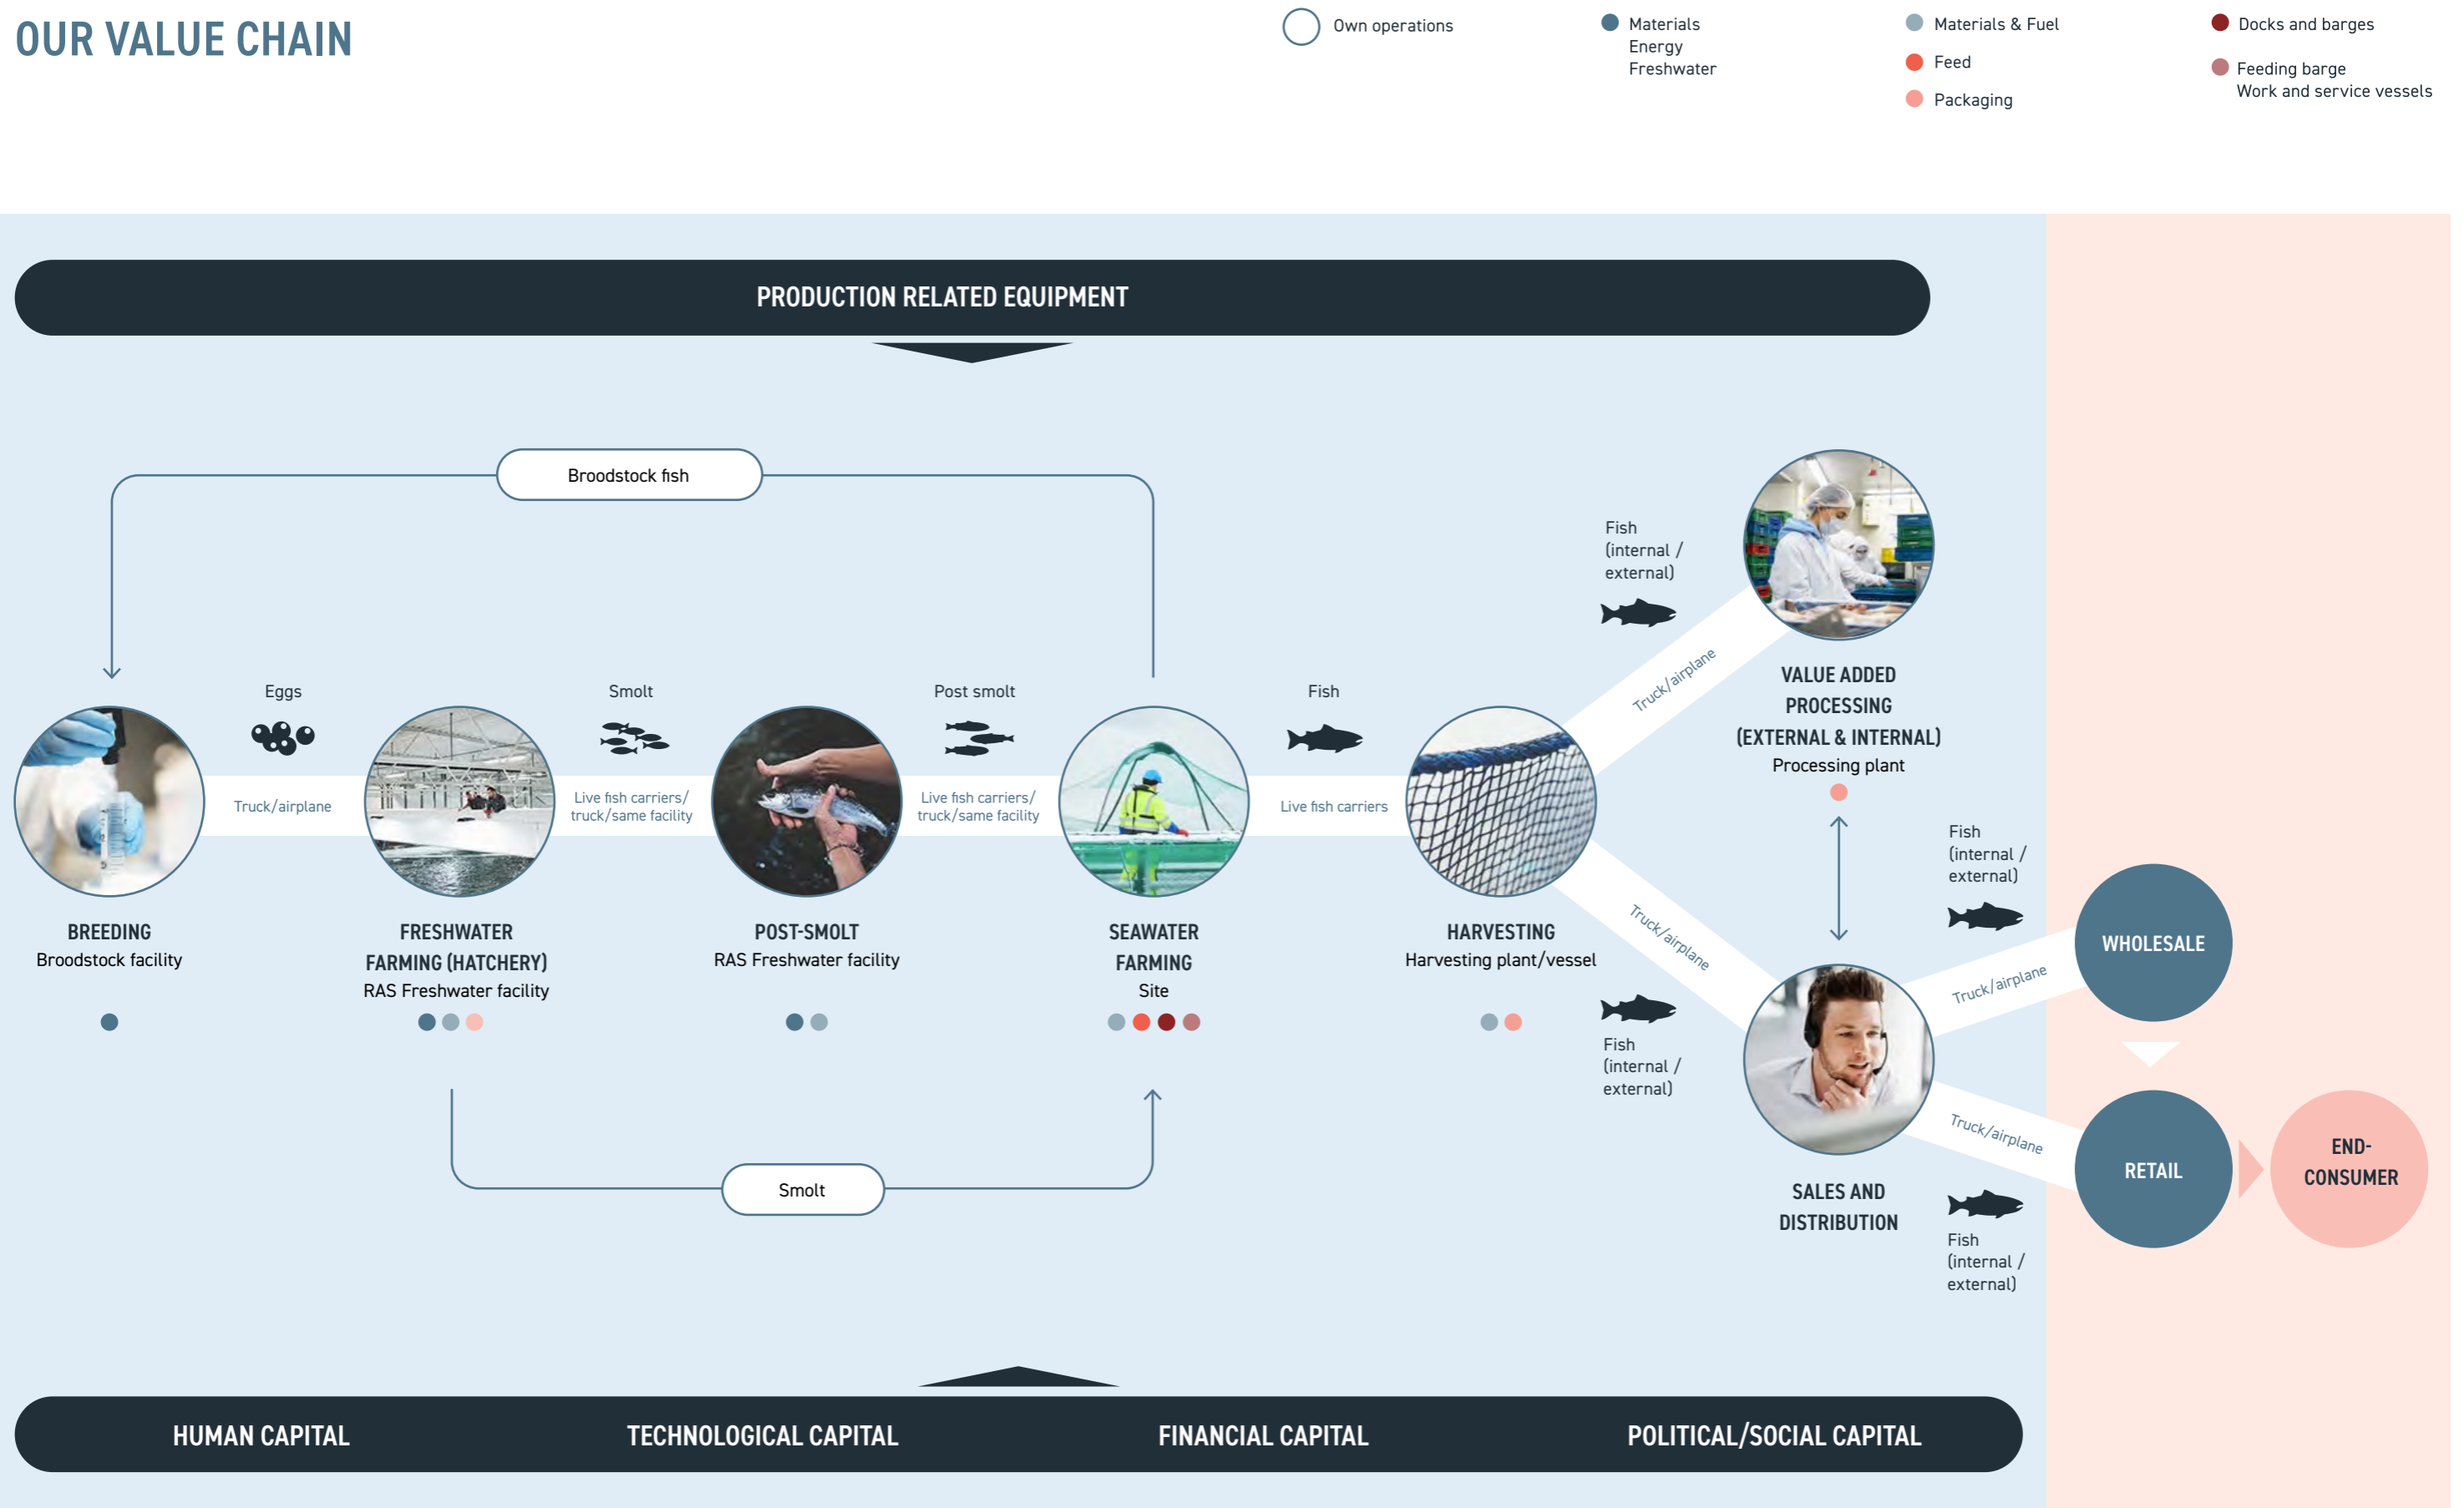 OUR VALUE CHAIN
Own operations
Materials
Energy
Freshwater
Materials & Fuel
Feed
Packaging
Docks and barges
Feeding barge
Work and service vessels
PRODUCTION RELATED EQUIPMENT
Broodstock fish
Eggs
Truck/airplane
Smolt
Live fish carriers/
truck/same facility
Post smolt
Live fish carriers/
truck/same facility
Fish
Live fish carriers
Fish
(internal /
external)
Truck/airplane
BREEDING
Broodstock facility
FRESHWATER
FARMING (HATCHERY)
RAS Freshwater facility
POST-SMOLT
RAS Freshwater facility
SEAWATER
FARMING
Site
HARVESTING
Harvesting plant/vessel
VALUE ADDED
PROCESSING
(EXTERNAL & INTERNAL)
Processing plant
Truck/airplane
Fish
(internal /
external)
Fish
(internal /
external)
Truck/airplane
WHOLESALE
SALES AND
DISTRIBUTION
Truck/airplane
Fish
(internal /
external)
RETAIL
END-
CONSUMER
Smolt
HUMAN CAPITAL
TECHNOLOGICAL CAPITAL
FINANCIAL CAPITAL
POLITICAL/SOCIAL CAPITAL